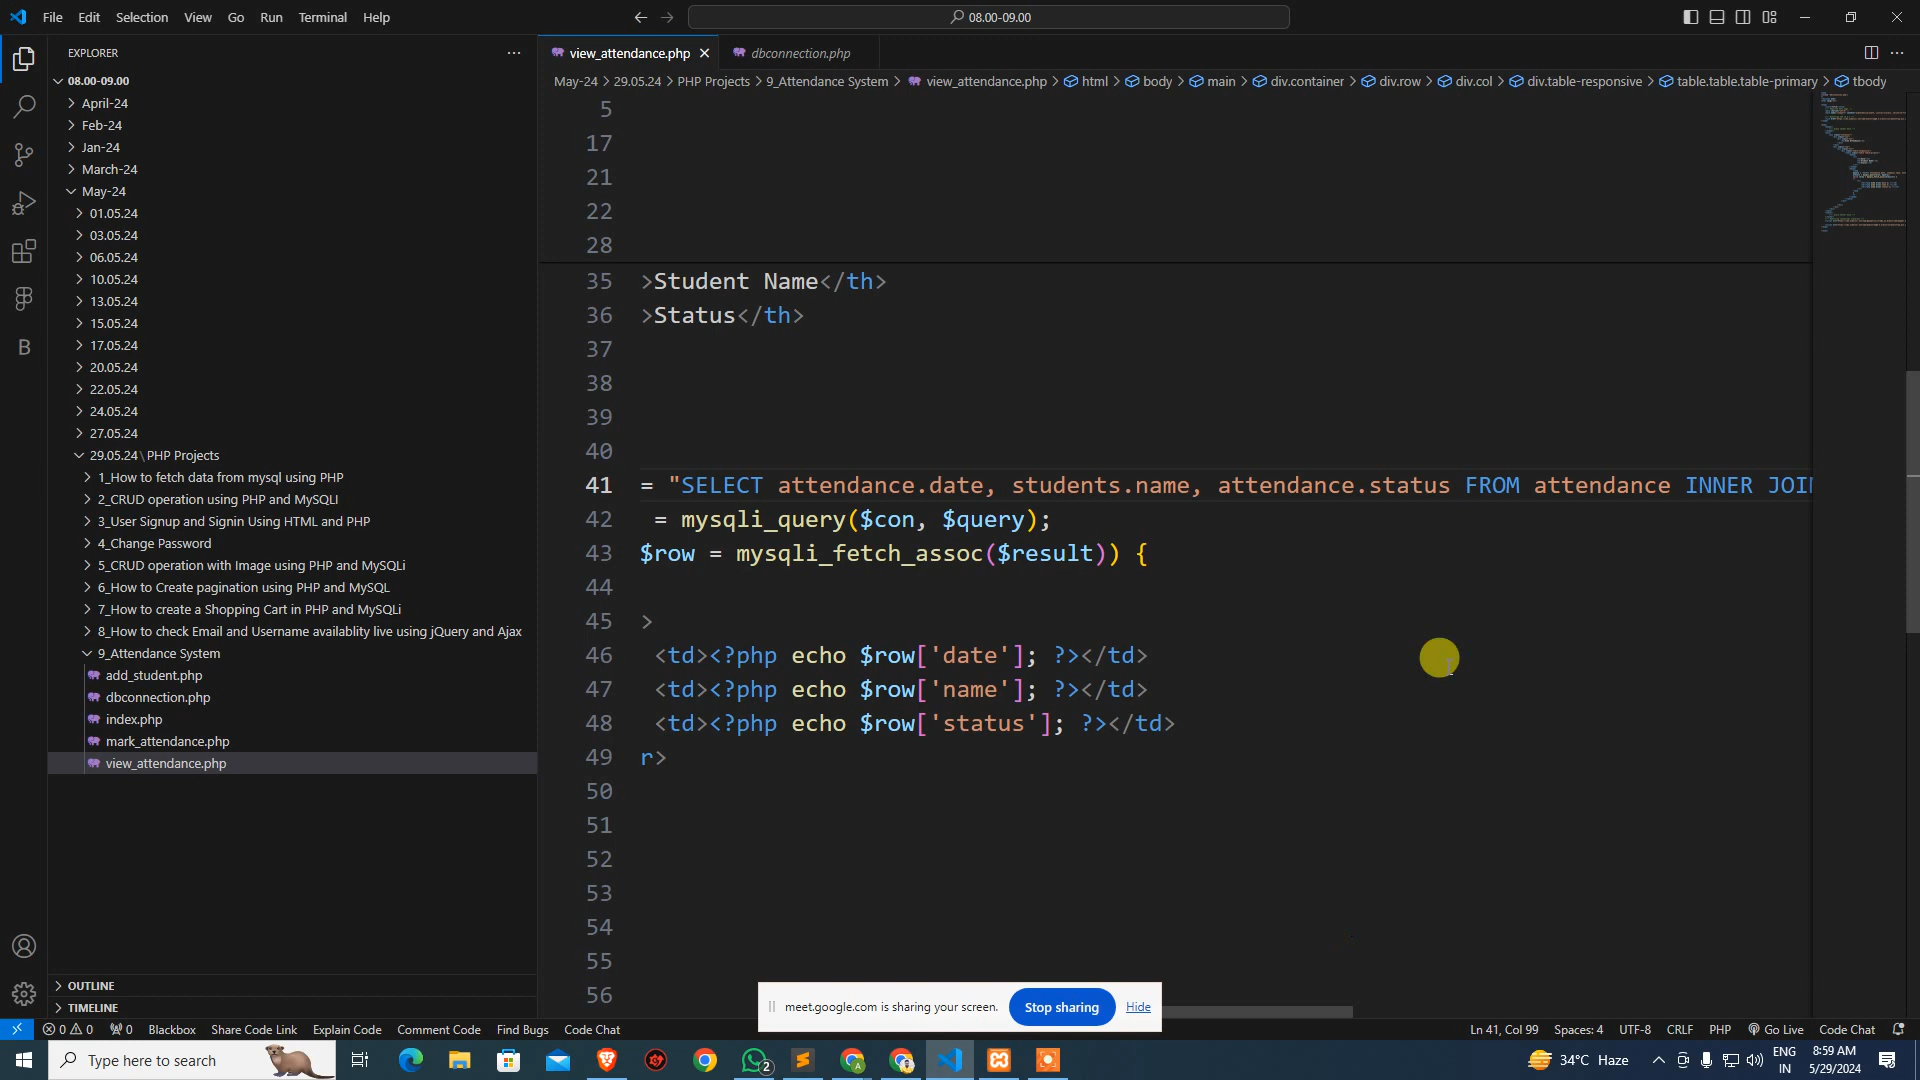 File Edit Selection View Go Run Terminal Help
08.00-09.00
EXPLORER
view_attendance.php
dbconnection.php
May-24 > 29.05.24 > PHP Projects > 9_Attendance System > view_attendance.php > html > body > main > div.container > div.row > div.col > div.table-responsive > table.table.table-primary > tbody
08.00-09.00
April-24
Feb-24
Jan-24
March-24
May-24
01.05.24
03.05.24
06.05.24
10.05.24
13.05.24
15.05.24
17.05.24
20.05.24
22.05.24
24.05.24
27.05.24
29.05.24\PHP Projects
1_How to fetch data from mysql using PHP
2_CRUD operation using PHP and MySQLI
3_User Signup and Signin Using HTML and PHP
4_Change Password
5_CRUD operation with Image using PHP and MySQLi
6_How to Create pagination using PHP and MySQL
7_How to create a Shopping Cart in PHP and MySQLi
8_How to check Email and Username availablity live using jQuery and Ajax
9_Attendance System
add_student.php
dbconnection.php
index.php
mark_attendance.php
view_attendance.php
OUTLINE
TIMELINE
5
17
21
22
28
35 >Student Name</th>
36 >Status</th>
37
38
39
40
41 = "SELECT attendance.date, students.name, attendance.status FROM attendance INNER JOIN
42 = mysqli_query($con, $query);
43 $row = mysqli_fetch_assoc($result)) {
44
45 >
46 <td><?php echo $row['date']; ?></td>
47 <td><?php echo $row['name']; ?></td>
48 <td><?php echo $row['status']; ?></td>
49 r>
50
51
52
53
54
55
56
meet.google.com is sharing your screen. Stop sharing Hide
0 0 0 Blackbox Share Code Link Explain Code Comment Code Find Bugs Code Chat
Ln 41, Col 99 Spaces: 4 UTF-8 CRLF PHP Go Live Code Chat
Type here to search
2
34°C Haze
ENG
IN
8:59 AM
5/29/2024